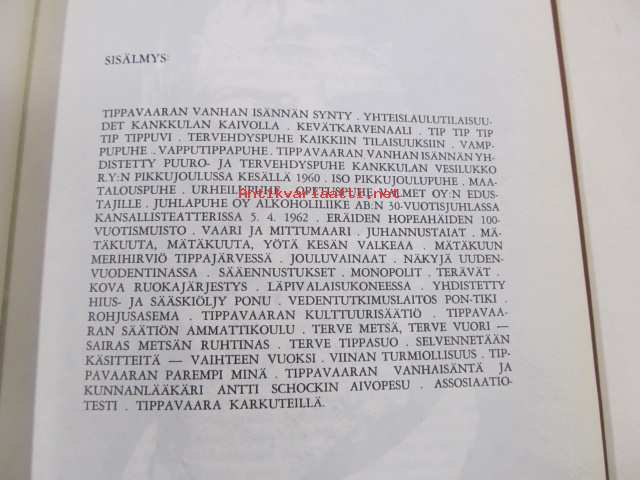 SISÄLMYS:
TIPPAVAARAN VANHAN ISÄNNÄN SYNTY . YHTEISLAULUTILAISUU-
DET KANKKULAN KAIVOLLA . KEVÄTKARVENAALI . TIP TIP TIP
TIP TIPPUVI . TERVEHDYSPUHE KAIKKIIN TILAISUUKSIIN . VAMP-
PUPUHE . VAPPUTIPPAPUHE . TIPPAVAARAN VANHAN ISÄNNÄN YH-
DISTETTY PUURO- JA TERVEHDYSPUHE KANKKULAN VESILUKKO
R.Y:N PIKKUJOULUSSA KESÄLLÄ 1960 . ISO PIKKUJOULUPUHE . MAA-
TALOUSPUHE . URHEILUPUHE . OPETUSPUHE VALMET OY:N EDUS-
Antikvariaatti.net
TAJILLE . JUHLAPUHE OY ALKOHOLILIIKE AB:N 30-VUOTISJUHLASSA
KANSALLISTEATTERISSA 5. 4. 1962 . ERÄIDEN HOPEAHÄIDEN 100-
VUOTISMUISTO . VAARI JA MITTUMAARI . JUHANNUSTAIAT . MÄ-
TÄKUUTA, MÄTÄKUUTA, YÖTÄ KESÄN VALKEAA . MÄTÄKUUN
MERIHIRVIÖ TIPPAJÄRVESSÄ . JOULUVAINAAT . NÄKYJÄ UUDEN-
VUODENTINASSA . SÄÄENNUSTUKSET . MONOPOLIT . TERÄVÄT .
KOVA RUOKAJÄRJESTYS . LÄPIVALAISUKONEESSA . YHDISTETTY
HIUS- JA SÄÄSKIÖLJY PONU . VEDENTUTKIMUSLAITOS PON-TIKI .
ROHJUSASEMA . TIPPAVAARAN KULTTUURISÄÄTIÖ . TIPPAVAA-
RAN SÄÄTIÖN AMMATTIKOULU . TERVE METSÄ, TERVE VUORI —
SAIRAS METSÄN RUHTINAS . TERVE TIPPASUO . SELVENNETÄÄN
KÄSITTEITÄ — VAIHTEEN VUOKSI . VIINAN TURMIOLLISUUS . TIP-
PAVAARAN PAREMPI MINÄ . TIPPAVAARAN VANHAISÄNTÄ JA
KUNNANLÄÄKÄRI ANTTI SCHOCKIN AIVOPESU . ASSOSIAATIO-
TESTI . TIPPAVAARA KARKUTEILLÄ.